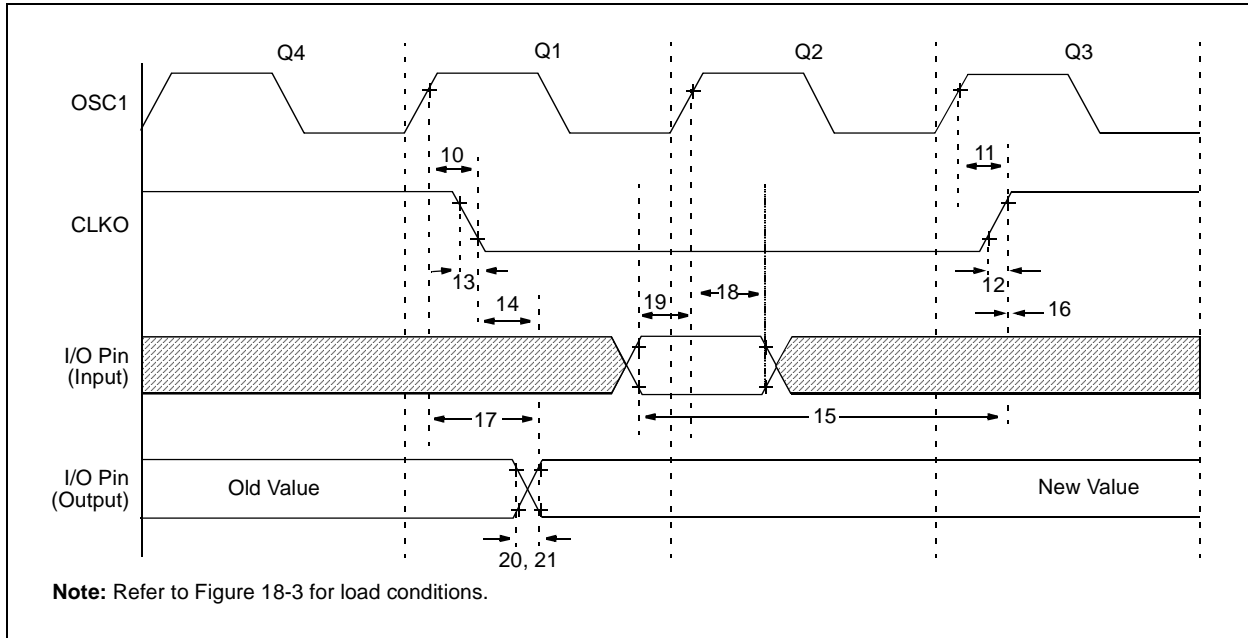 Q4 Q1 Q2 Q3
OSC1
10 11
CLKO
13 12
14 19 18 16
I/O Pin
(Input)
17 15
I/O Pin
(Output)
Old Value New Value
20, 21
Note: Refer to Figure 18-3 for load conditions.